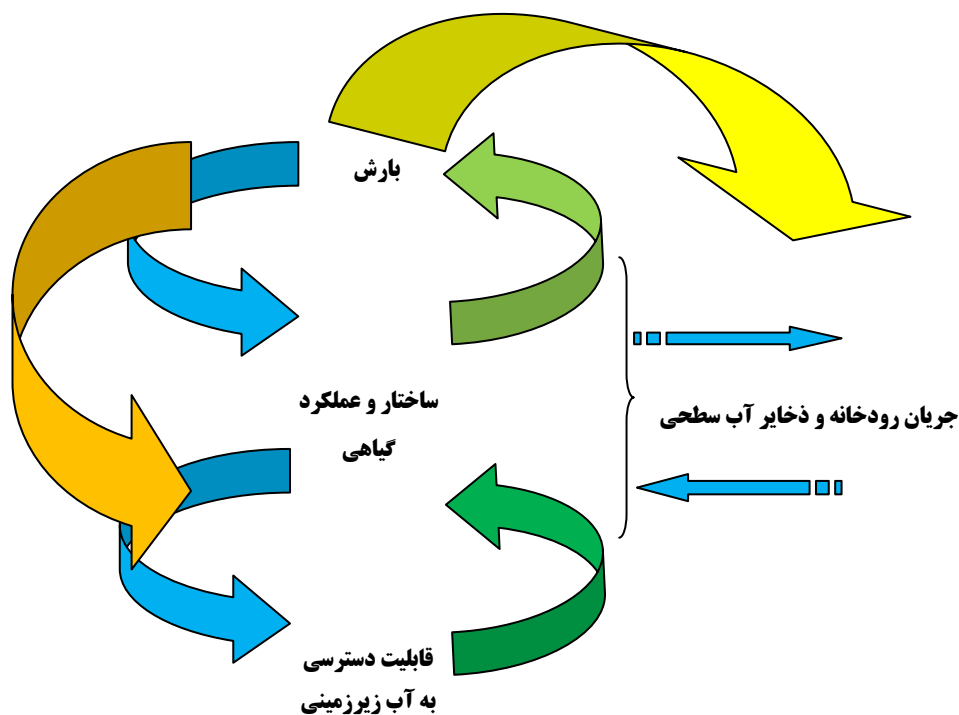 بارش
ساختار و عملکرد
گیاهی
جریان رودخانه و ذخایر آب سطحی
قابلیت دسترسی
به آب زیرزمینی